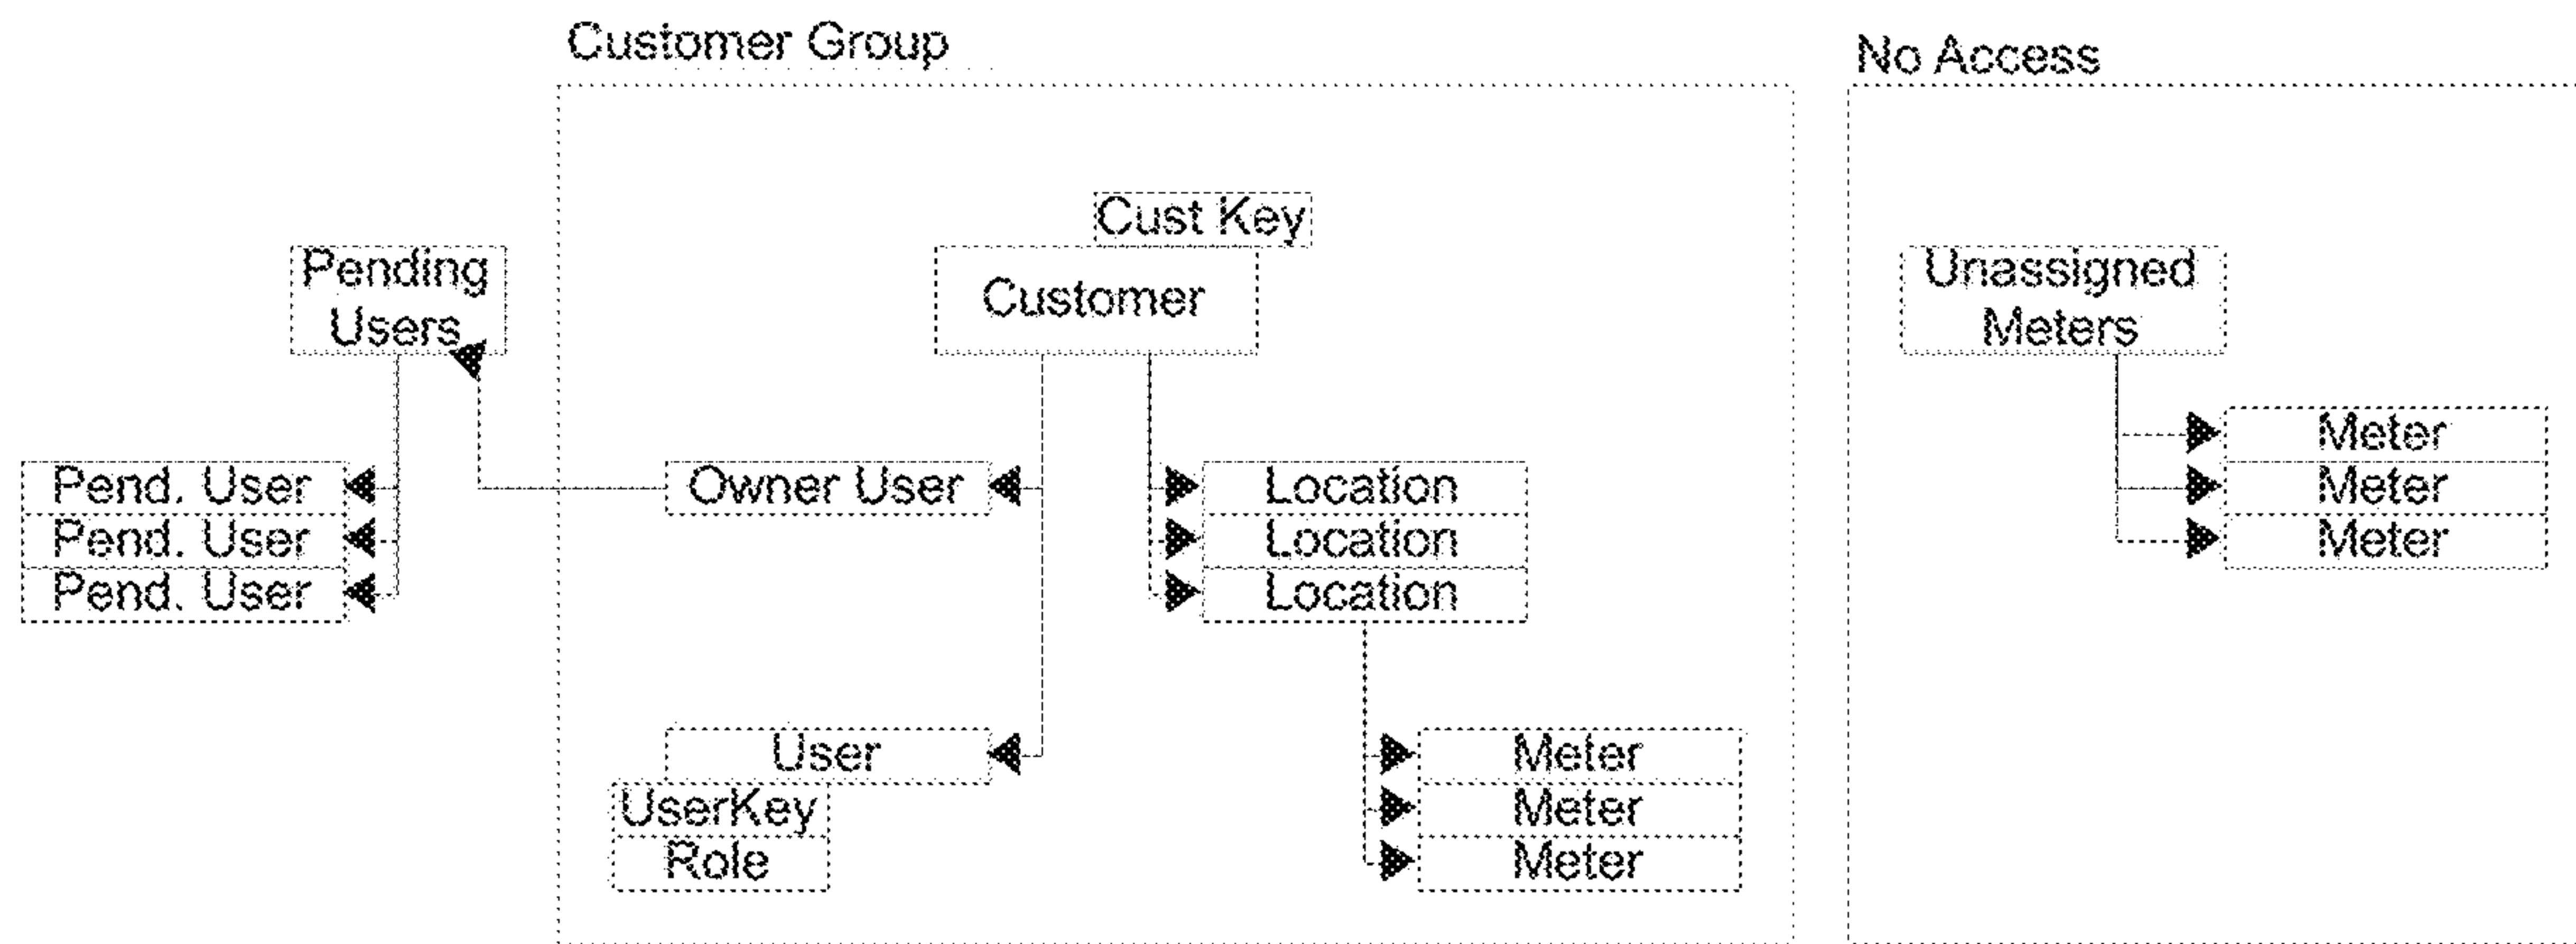 Customer Group
No Access
Cust Key
Pending
Users
Customer
Unassigned
Meters
Pend. User
Pend. User
Pend. User
Owner User
Location
Location
Location
Meter
Meter
Meter
User
UserKey
Role
Meter
Meter
Meter